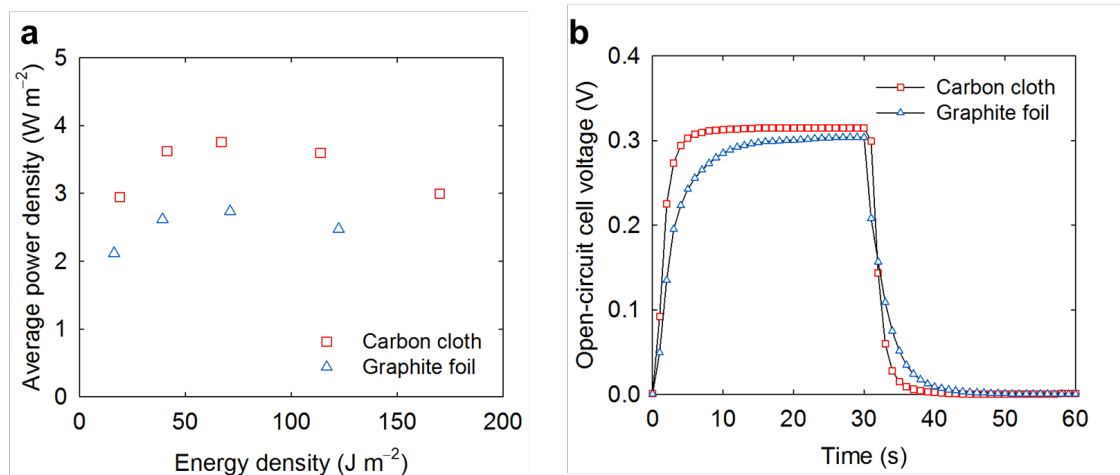 a
5
4
3
2
1
0
0 50 100 150 200
Average power density (W m⁻²)
Energy density (J m⁻²)
Carbon cloth
Graphite foil
b
0.4
0.3
0.2
0.1
0.0
0 10 20 30 40 50 60
Open-circuit cell voltage (V)
Time (s)
Carbon cloth
Graphite foil